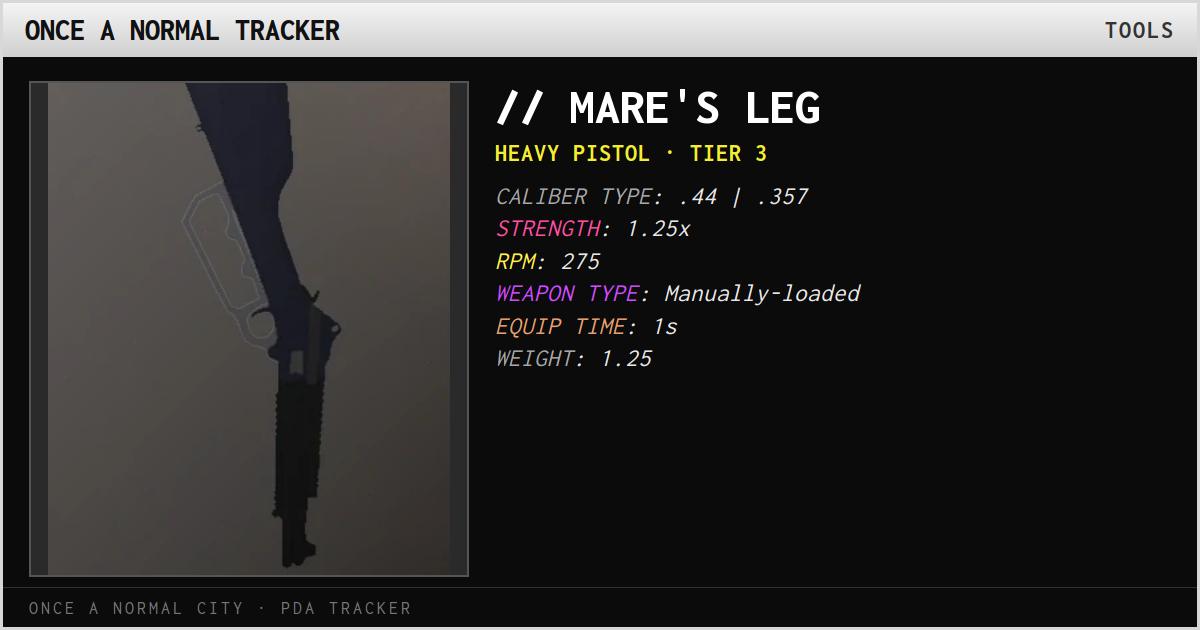 ONCE A NORMAL TRACKER
TOOLS
// MARE'S LEG
HEAVY PISTOL · TIER 3
CALIBER TYPE: .44 | .357
STRENGTH: 1.25x
RPM: 275
WEAPON TYPE: Manually-loaded
EQUIP TIME: 1s
WEIGHT: 1.25
ONCE A NORMAL CITY · PDA TRACKER